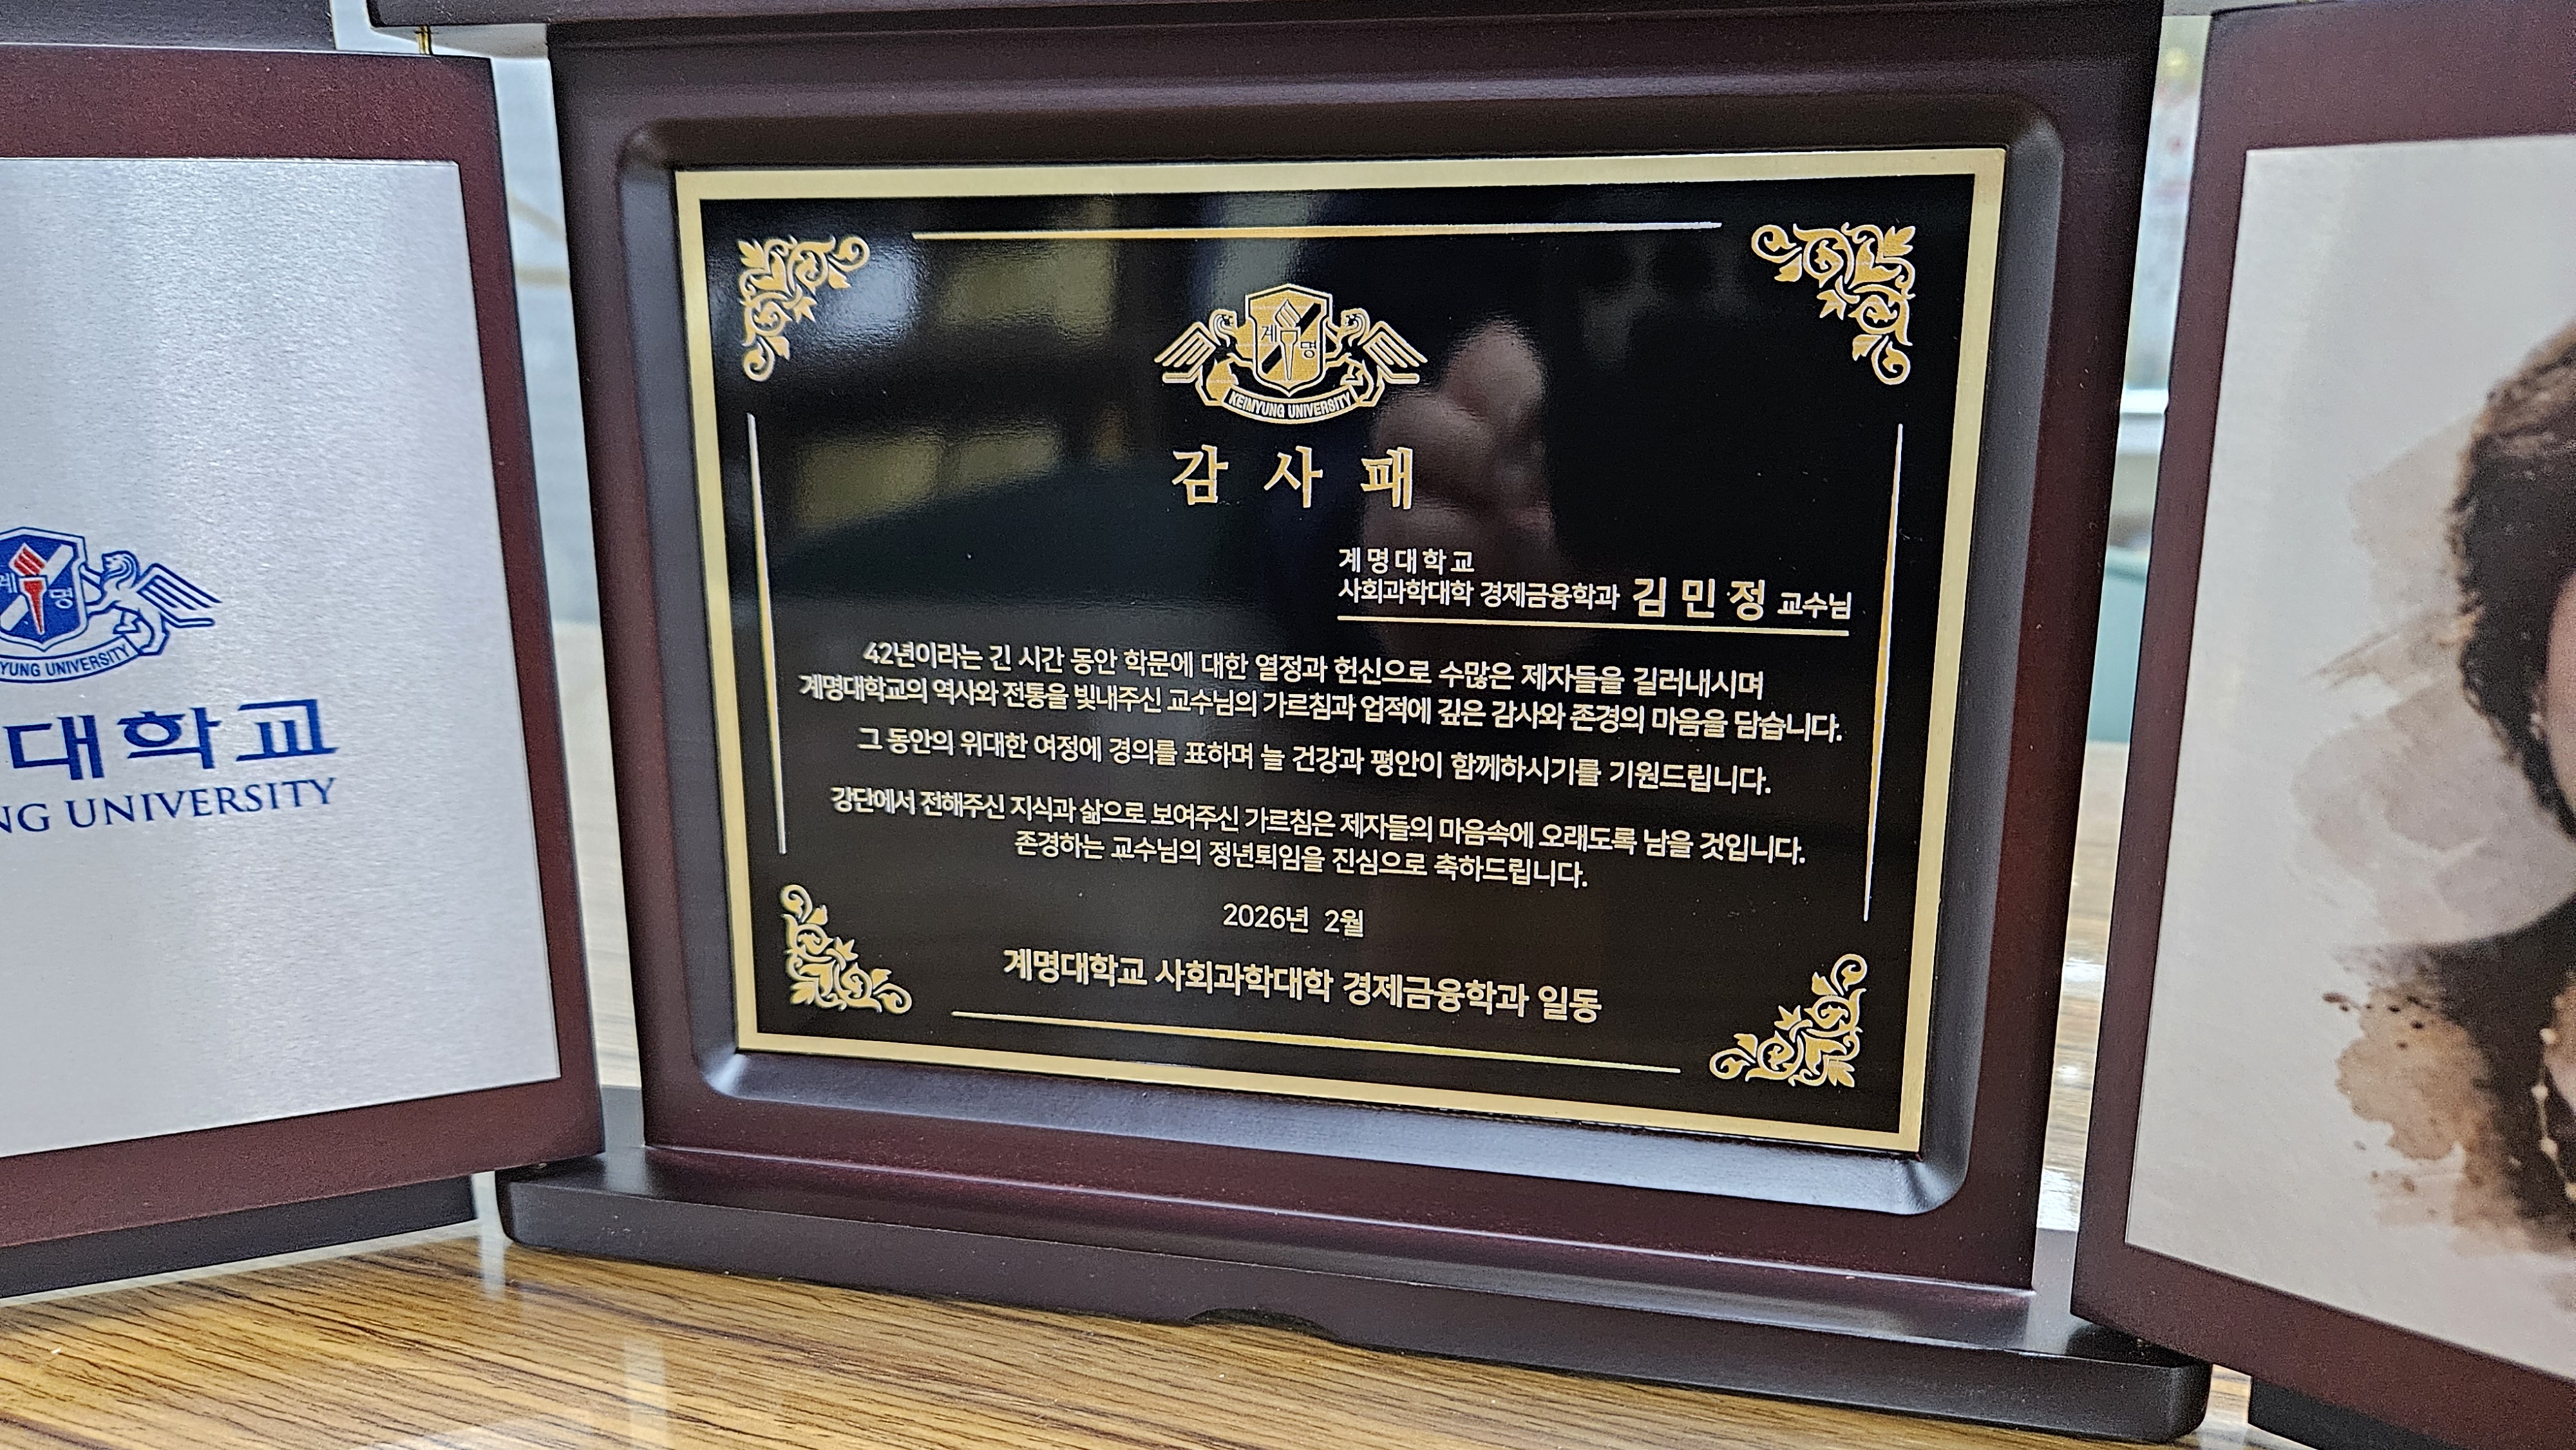 계 명
YUNG UNIVERSITY
대학교
NG UNIVERSITY
계 명
KEIMYUNG UNIVERSITY
감 사 패
계명대학교
사회과학대학 경제금융학과 김 민 정 교수님
42년이라는 긴 시간 동안 학문에 대한 열정과 헌신으로 수많은 제자들을 길러내시며
계명대학교의 역사와 전통을 빛내주신 교수님의 가르침과 업적에 깊은 감사와 존경의 마음을 담습니다.
그 동안의 위대한 여정에 경의를 표하며 늘 건강과 평안이 함께하시기를 기원드립니다.
강단에서 전해주신 지식과 삶으로 보여주신 가르침은 제자들의 마음속에 오래도록 남을 것입니다.
존경하는 교수님의 정년퇴임을 진심으로 축하드립니다.
2026년 2월
계명대학교 사회과학대학 경제금융학과 일동